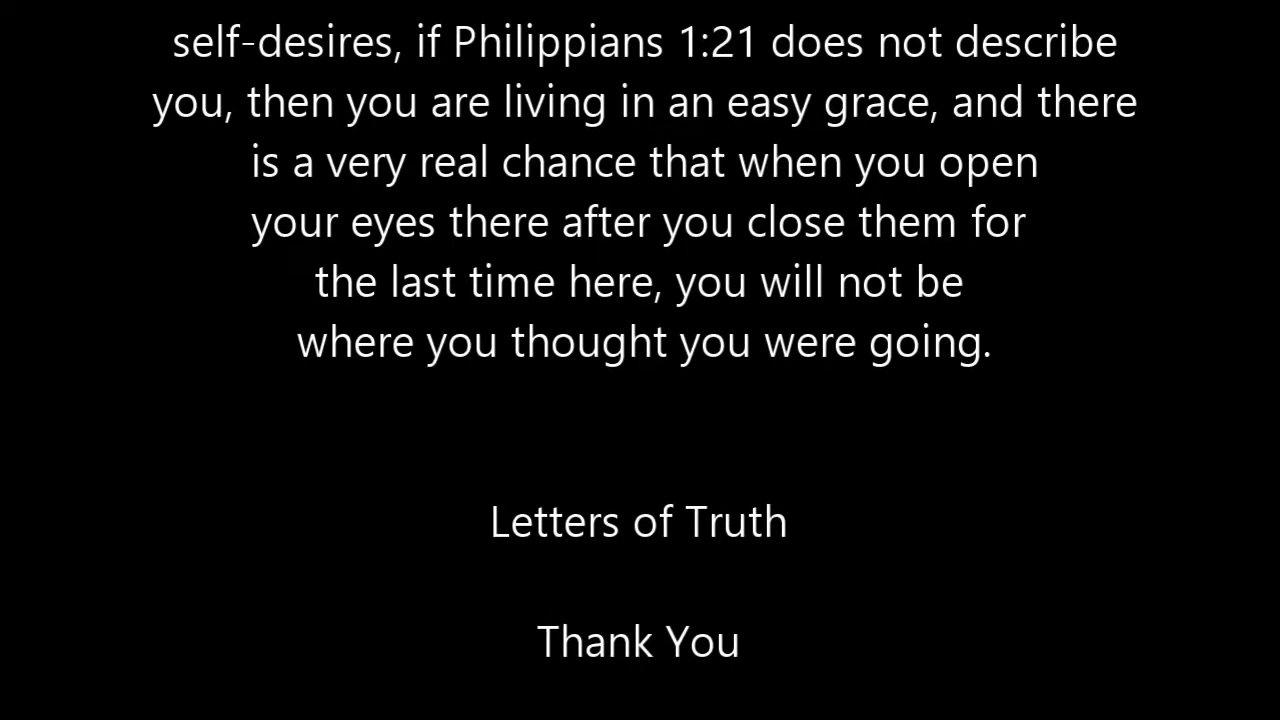 self-desires, if Philippians 1:21 does not describe
you, then you are living in an easy grace, and there
is a very real chance that when you open
your eyes there after you close them for
the last time here, you will not be
where you thought you were going.
Letters of Truth
Thank You